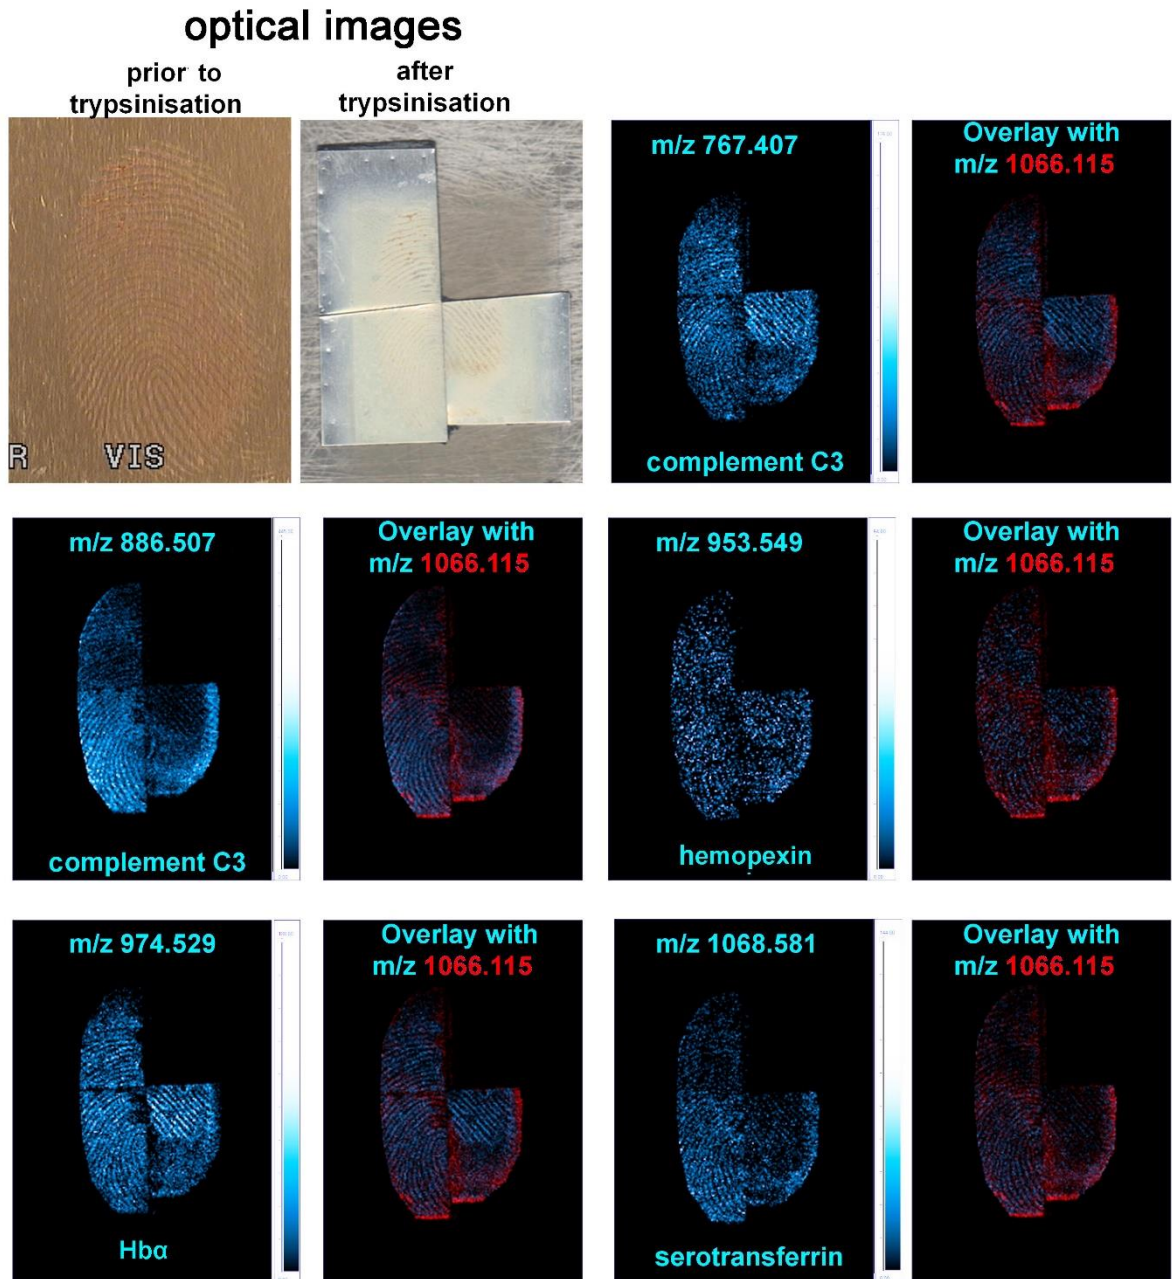 optical images
prior to
trypsinisation
after
trypsinisation
R VIS
m/z 767.407
complement C3
Overlay with
m/z 1066.115
m/z 886.507
complement C3
Overlay with
m/z 1066.115
m/z 953.549
hemopexin
Overlay with
m/z 1066.115
m/z 974.529
Hbα
Overlay with
m/z 1066.115
m/z 1068.581
serotransferrin
Overlay with
m/z 1066.115